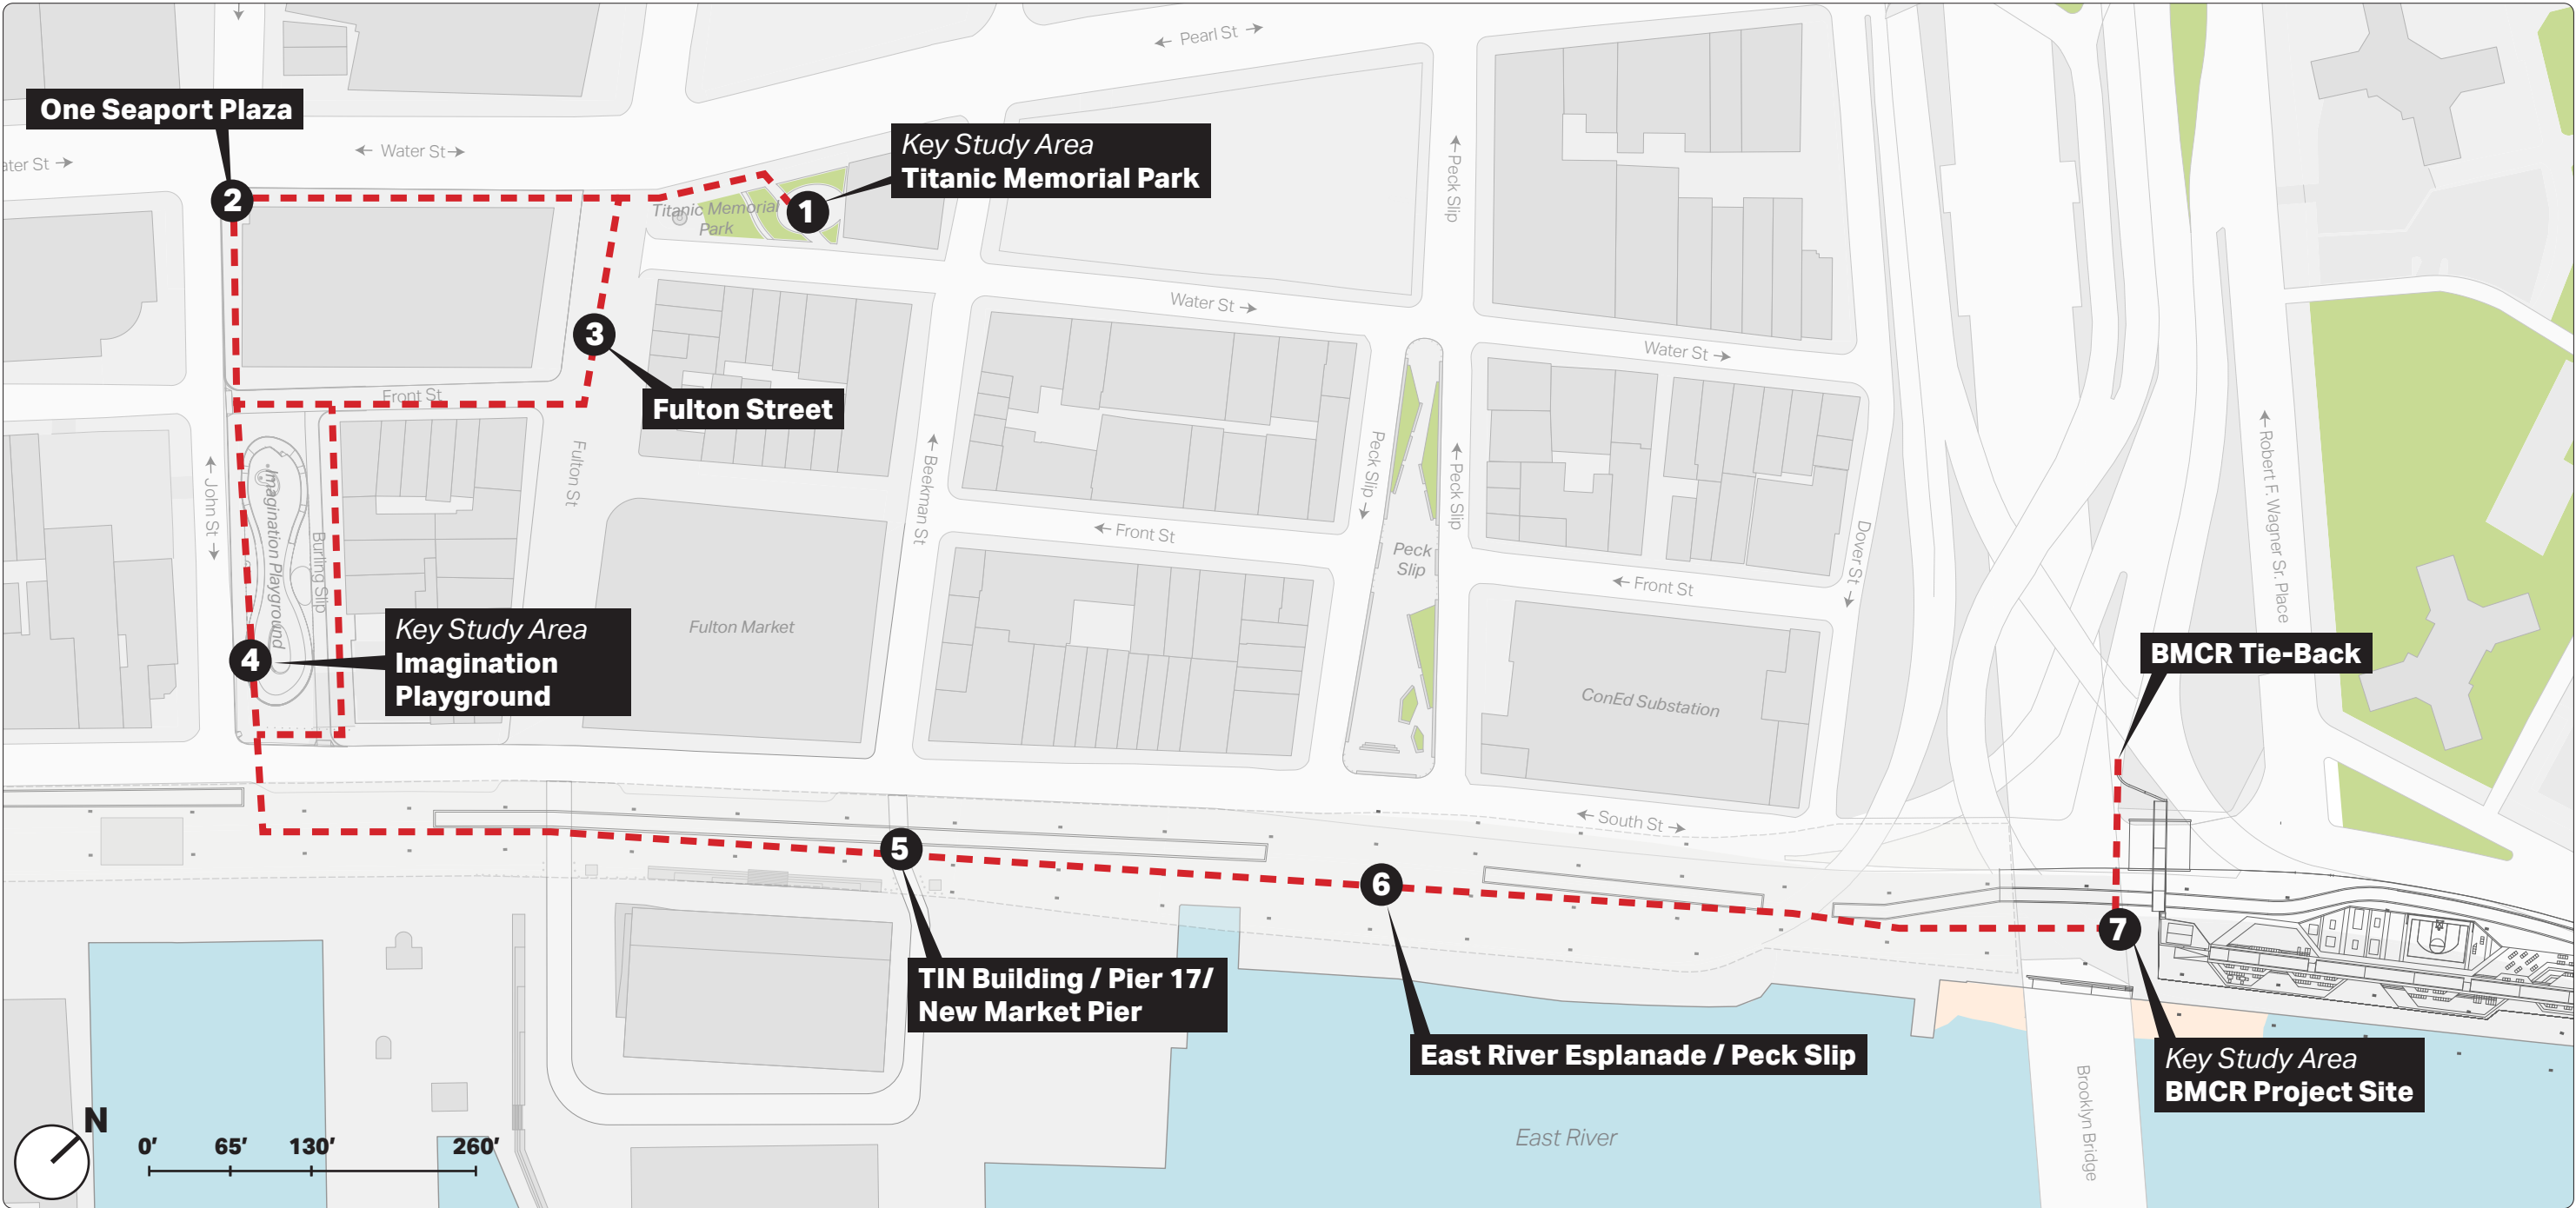 ← Pearl St →
One Seaport Plaza
Key Study Area
Titanic Memorial Park
← Water St →
ater St →
2
1
Titanic Memorial
Park
← Peck Slip
3
Water St →
Water St →
Fulton Street
Front St
Fulton St
← Beekman St
Peck Slip →
← Peck Slip
← Robert F. Wagner Sr. Place
← John St →
Imagination Playground
Burling Slip
← Front St
Peck
Slip
← Front St
Dover St →
Fulton Market
Key Study Area
Imagination
Playground
4
BMCR Tie-Back
ConEd Substation
← South St →
5
6
7
TIN Building / Pier 17/
New Market Pier
East River Esplanade / Peck Slip
Key Study Area
BMCR Project Site
Brooklyn Bridge
East River
N
0' 65' 130' 260'